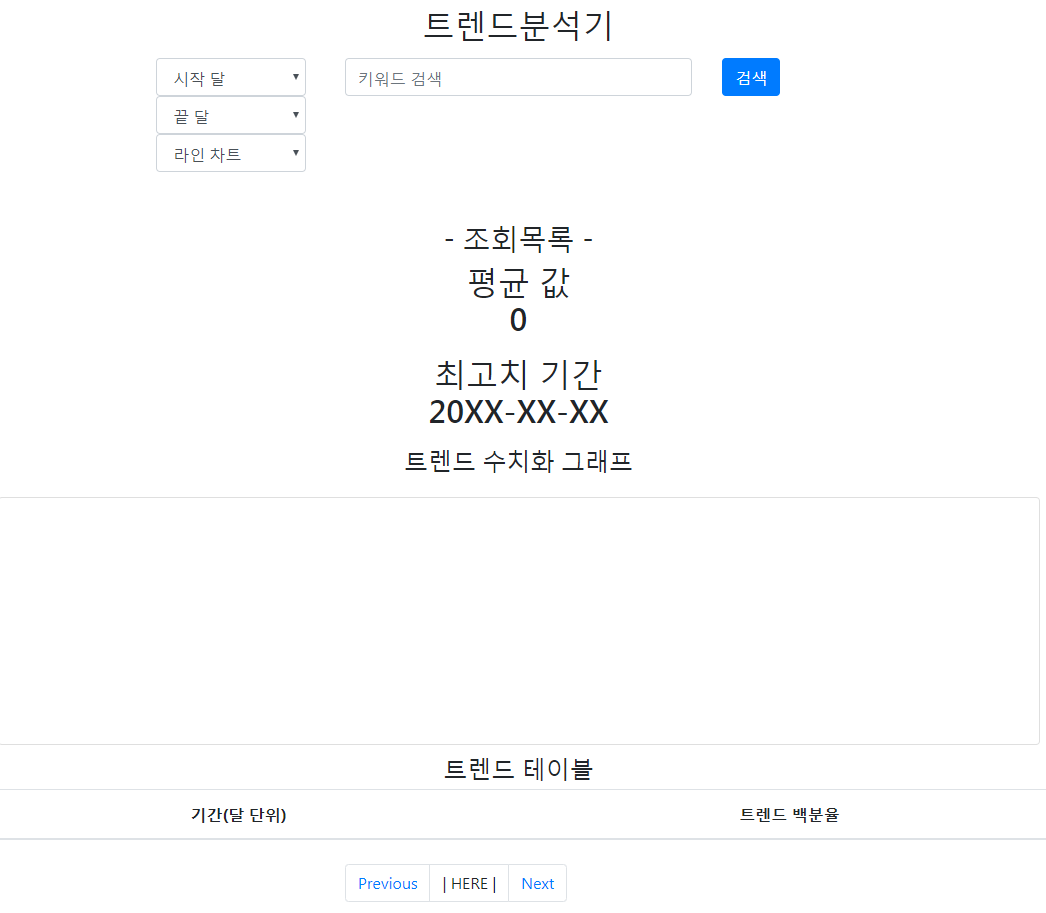 트렌드분석기
시작 달
키워드 검색
검색
끝 달
라인 차트
- 조회목록 -
평균 값
0
최고치 기간
20XX-XX-XX
트렌드 수치화 그래프
트렌드 테이블
기간(달 단위)
트렌드 백분율
Previous
| HERE |
Next